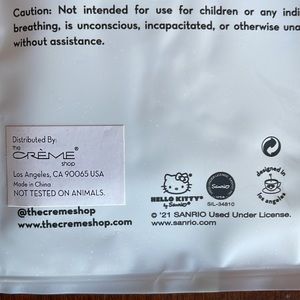 Caution: Not intended for use for children or any indi
breathing, is unconscious, incapacitated, or otherwise una
without assistance.
Distributed By:
THE
CRÈME
shop
Los Angeles, CA 90065 USA
Made in China
NOT TESTED ON ANIMALS.
@thecremeshop
www.thecremeshop.com
HELLO KITTY
by Sanrio
Sanrio
SIL-34810
© '21 SANRIO Used Under License.
www.sanrio.com
designed in
los angeles